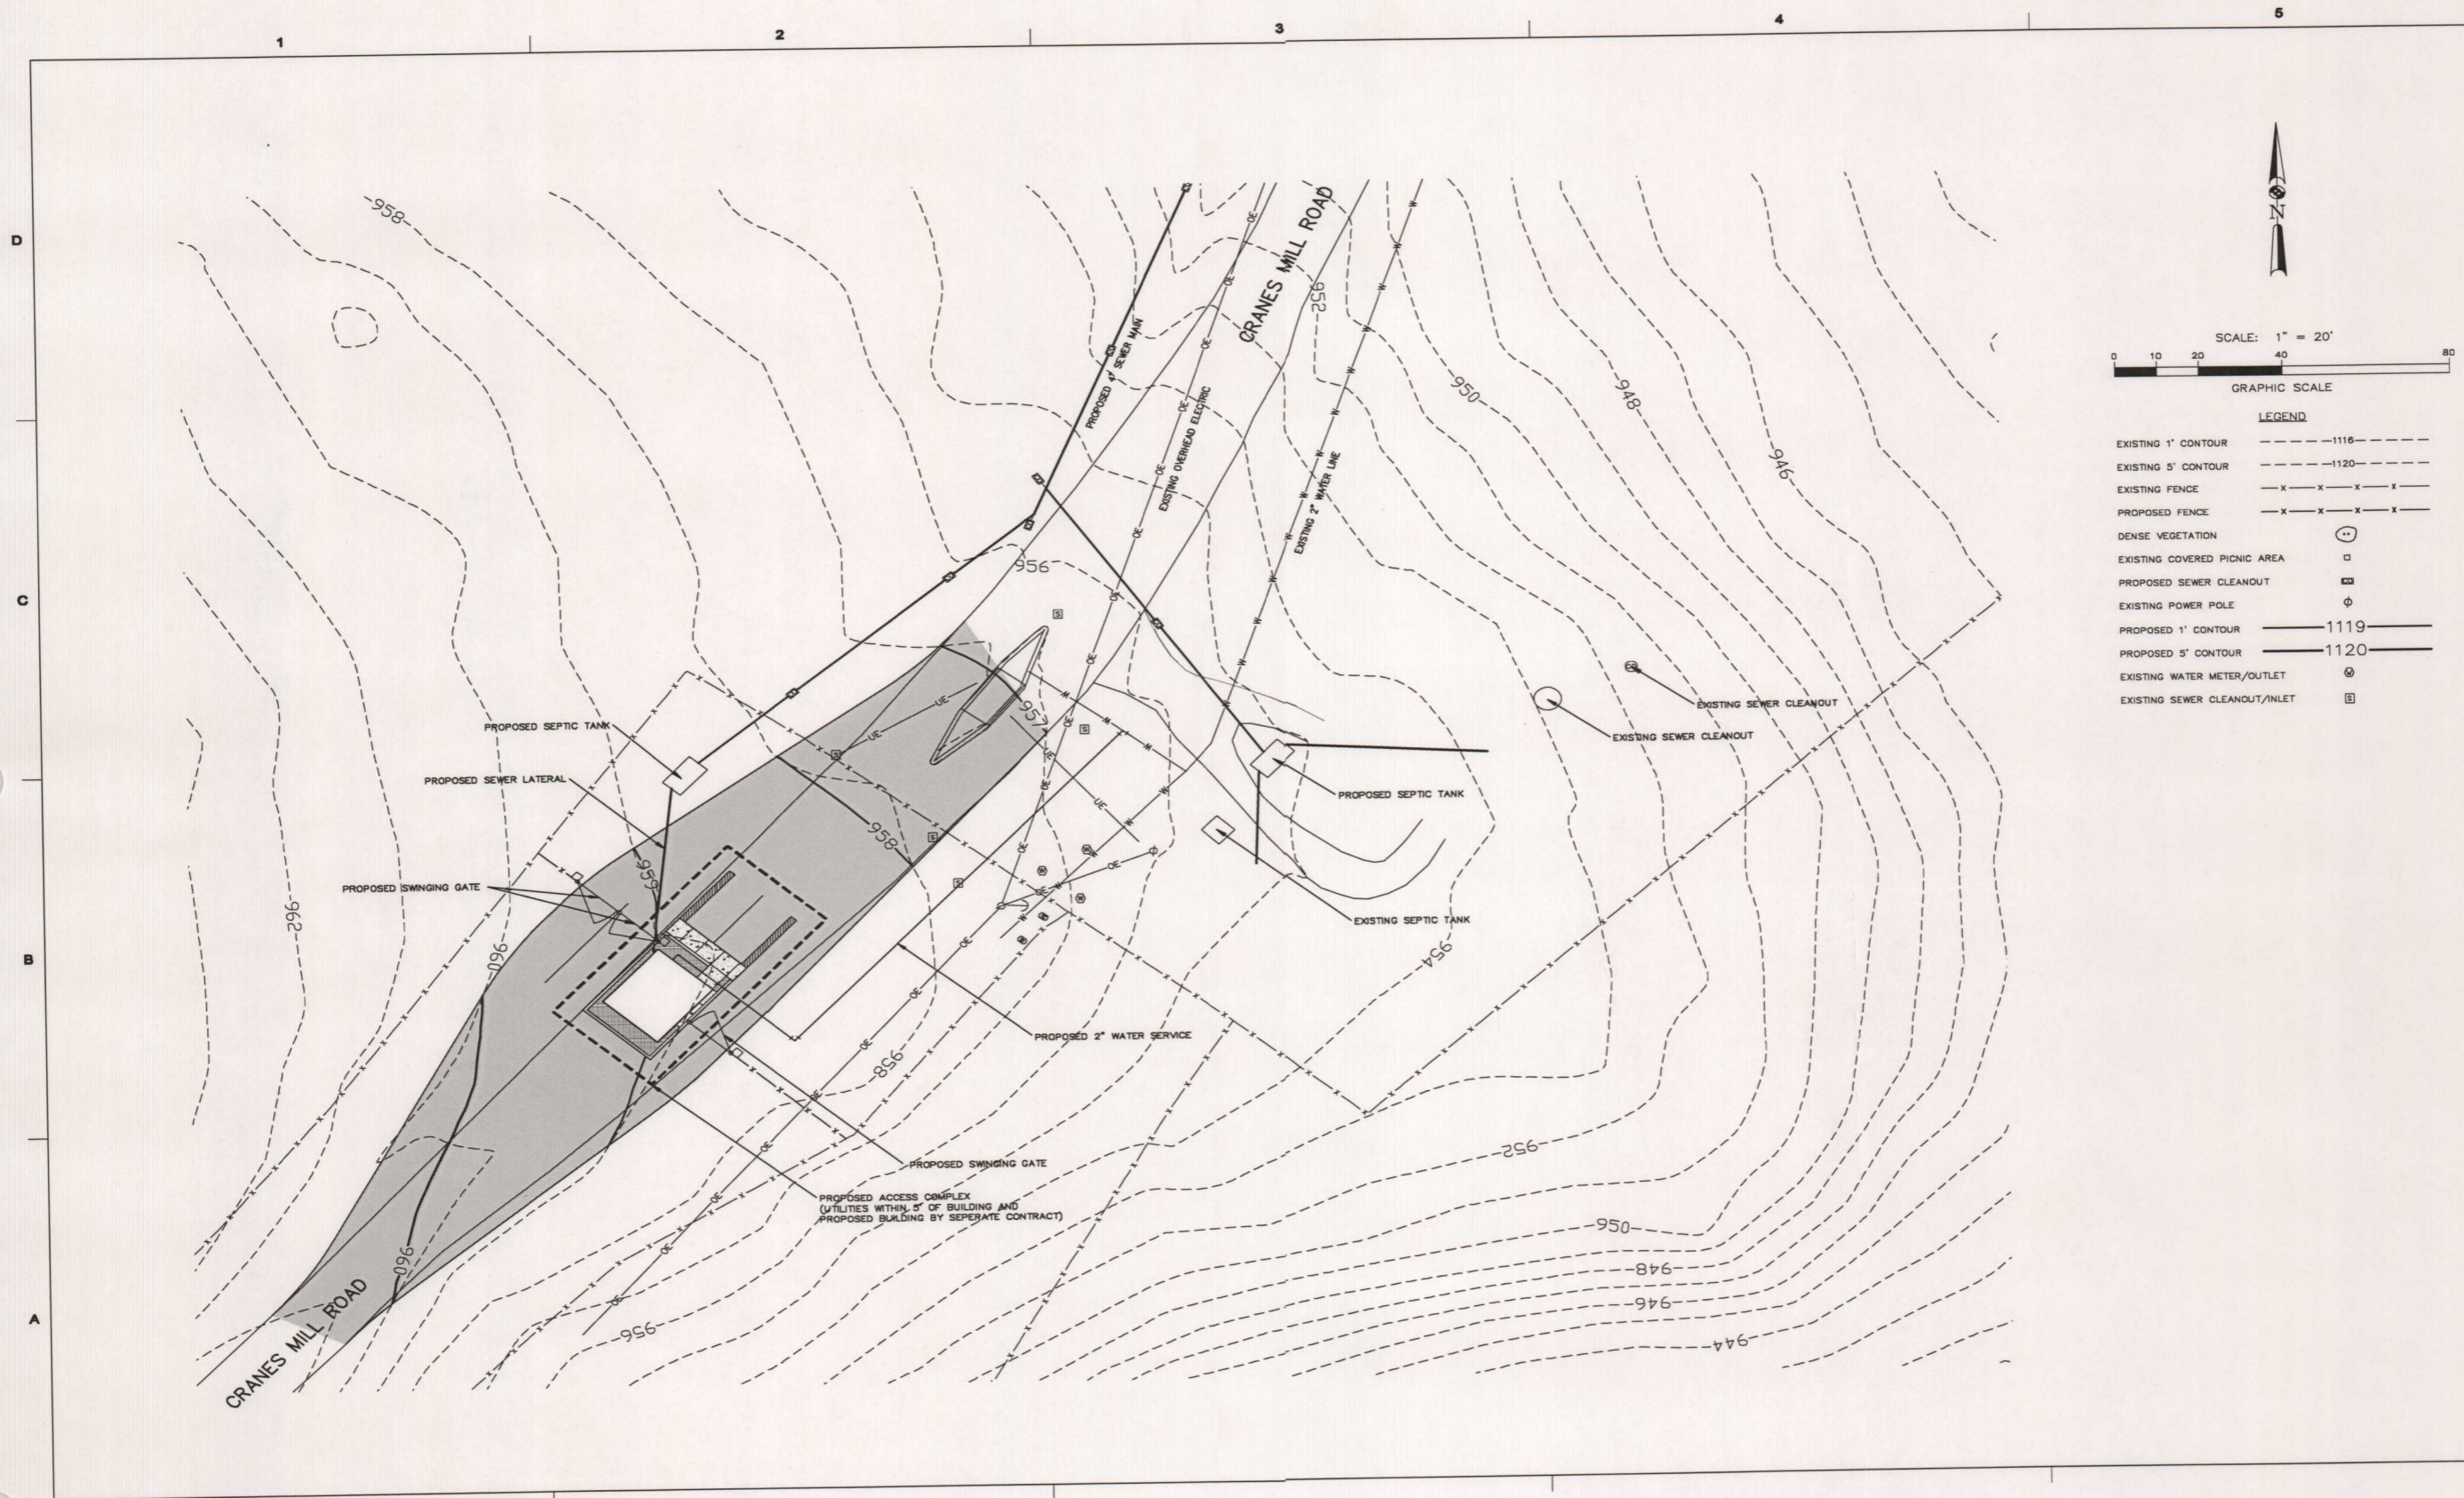 1
2
3
4
5
D
C
B
A
N
SCALE: 1" = 20'
0 10 20 40 80
GRAPHIC SCALE
LEGEND
EXISTING 1' CONTOUR 1116
EXISTING 5' CONTOUR 1120
EXISTING FENCE X X X X
PROPOSED FENCE X X X X
DENSE VEGETATION
EXISTING COVERED PICNIC AREA
PROPOSED SEWER CLEANOUT
EXISTING POWER POLE
PROPOSED 1' CONTOUR 1119
PROPOSED 5' CONTOUR 1120
EXISTING WATER METER/OUTLET
EXISTING SEWER CLEANOUT/INLET S
958
CRANES MILL ROAD
952
PROPOSED 4" SEWER MAIN
EXISTING OVERHEAD ELECTRIC
EXISTING 2" WATER LINE
950
948
946
956
957
EXISTING SEWER CLEANOUT
EXISTING SEWER CLEANOUT
PROPOSED SEPTIC TANK
PROPOSED SEWER LATERAL
PROPOSED SEPTIC TANK
958
959
PROPOSED SWINGING GATE
EXISTING SEPTIC TANK
962
960
954
PROPOSED 2" WATER SERVICE
958
PROPOSED SWINGING GATE
952
PROPOSED ACCESS COMPLEX
(UTILITIES WITHIN 5' OF BUILDING AND
PROPOSED BUILDING BY SEPERATE CONTRACT)
950
960
948
946
956
944
CRANES MILL ROAD